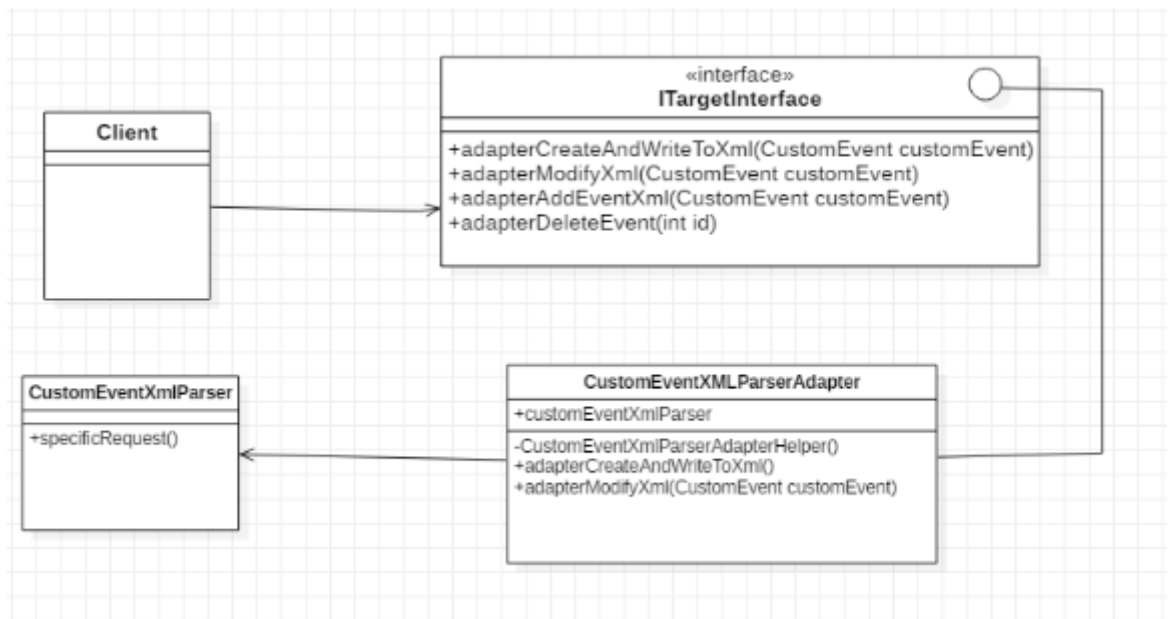 «interface»
ITargetInterface
+adapterCreateAndWriteToXml(CustomEvent customEvent)
+adapterModifyXml(CustomEvent customEvent)
+adapterAddEventXml(CustomEvent customEvent)
+adapterDeleteEvent(int id)
Client
CustomEventXmlParser
+specificRequest()
CustomEventXMLParserAdapter
+customEventXmlParser
-CustomEventXmlParserAdapterHelper()
+adapterCreateAndWriteToXml()
+adapterModifyXml(CustomEvent customEvent)